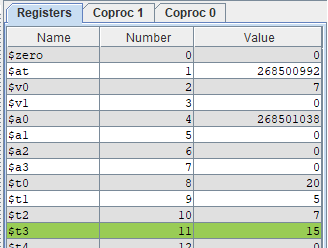 Registers Coproc 1 Coproc 0
Name Number Value
$zero 0 0
$at 1 268500992
$v0 2 7
$v1 3 0
$a0 4 268501038
$a1 5 0
$a2 6 0
$a3 7 0
$t0 8 20
$t1 9 5
$t2 10 7
$t3 11 15
$t4 12 0